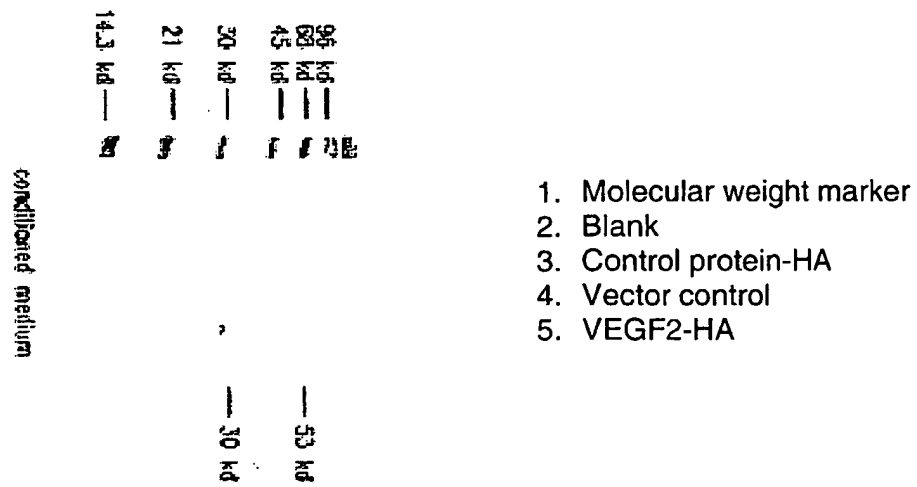 14.3 kd
21 kd
30 kd
45 kd
68 kd
96 kd
conditioned medium
30 kd
53 kd
1. Molecular weight marker
2. Blank
3. Control protein-HA
4. Vector control
5. VEGF2-HA